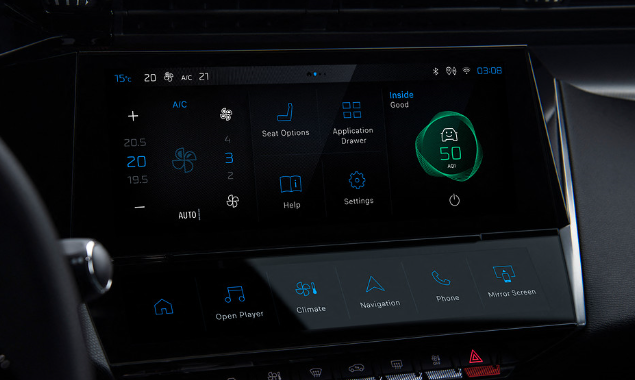 15°c 20 A/C 21 03:08
A/C
Inside
Good
+
20.5
20
19.5
−
4
3
2
AUTO
Seat Options
Application
Drawer
Help
Settings
50
AQI
Open Player
Climate
Navigation
Phone
Mirror Screen